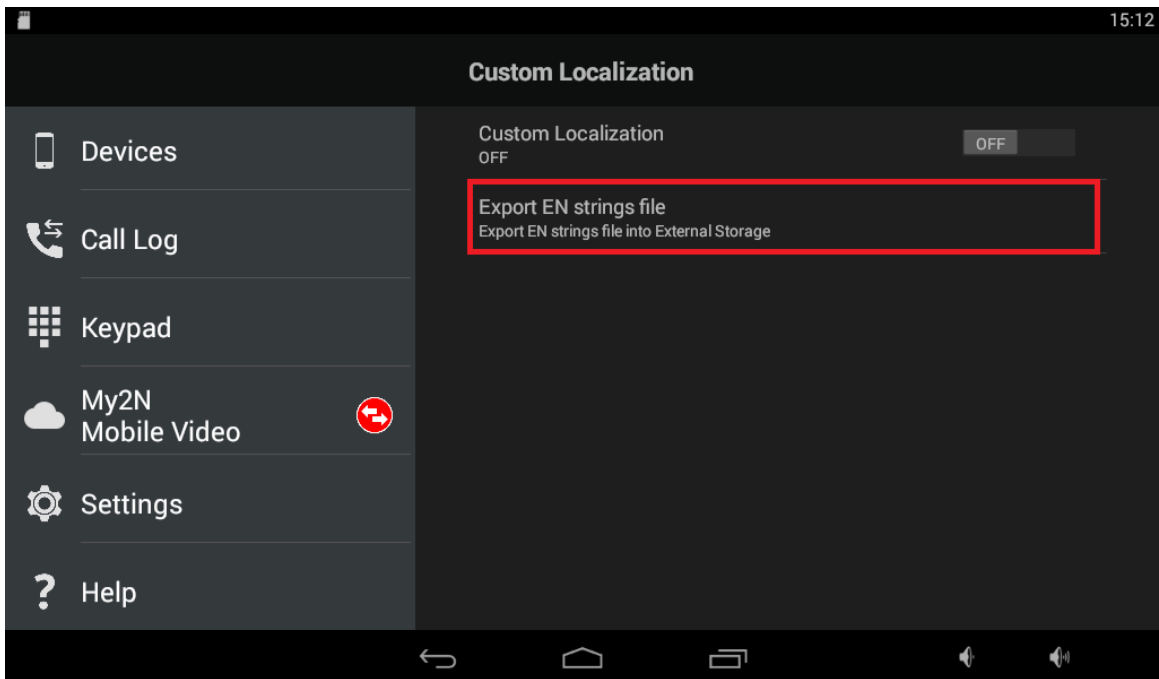 15:12
Custom Localization
Devices
Call Log
Keypad
My2N
Mobile Video
Settings
Help
Custom Localization
OFF
OFF
Export EN strings file
Export EN strings file into External Storage